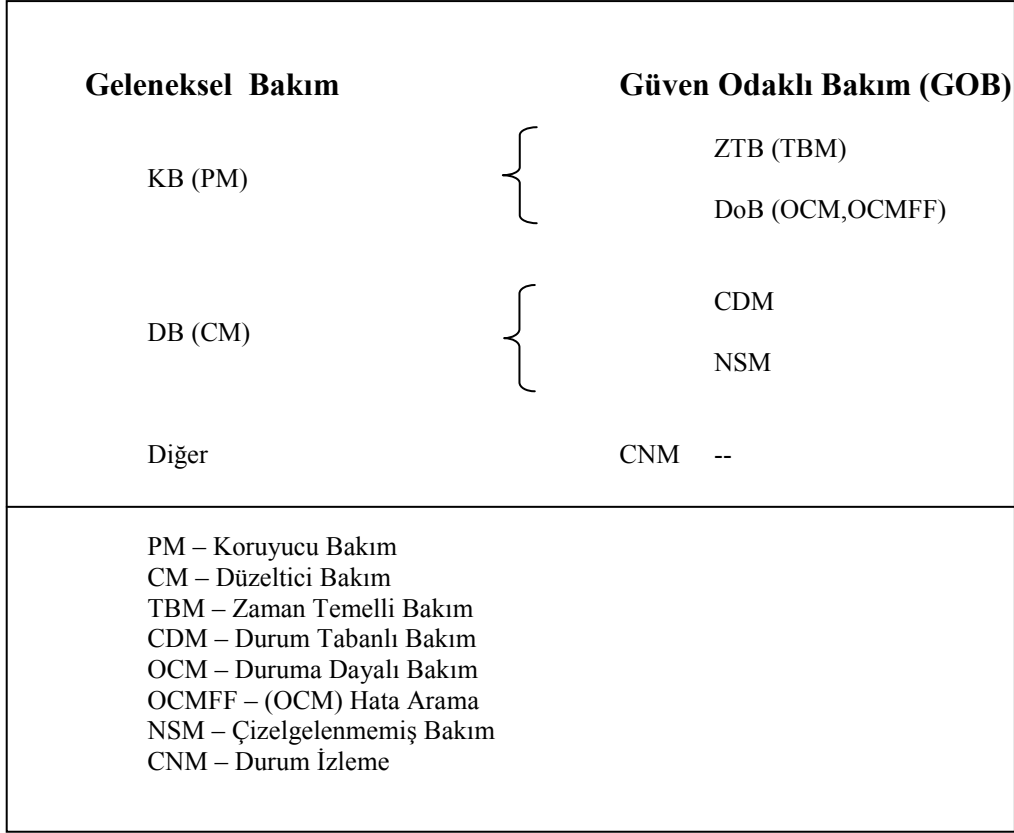 Geleneksel Bakım Güven Odaklı Bakım (GOB)
ZTB (TBM)
KB (PM)
DoB (OCM,OCMFF)
CDM
DB (CM)
NSM
Diğer CNM --
PM – Koruyucu Bakım
CM – Düzeltici Bakım
TBM – Zaman Temelli Bakım
CDM – Durum Tabanlı Bakım
OCM – Duruma Dayalı Bakım
OCMFF – (OCM) Hata Arama
NSM – Çizelgelenmemiş Bakım
CNM – Durum İzleme